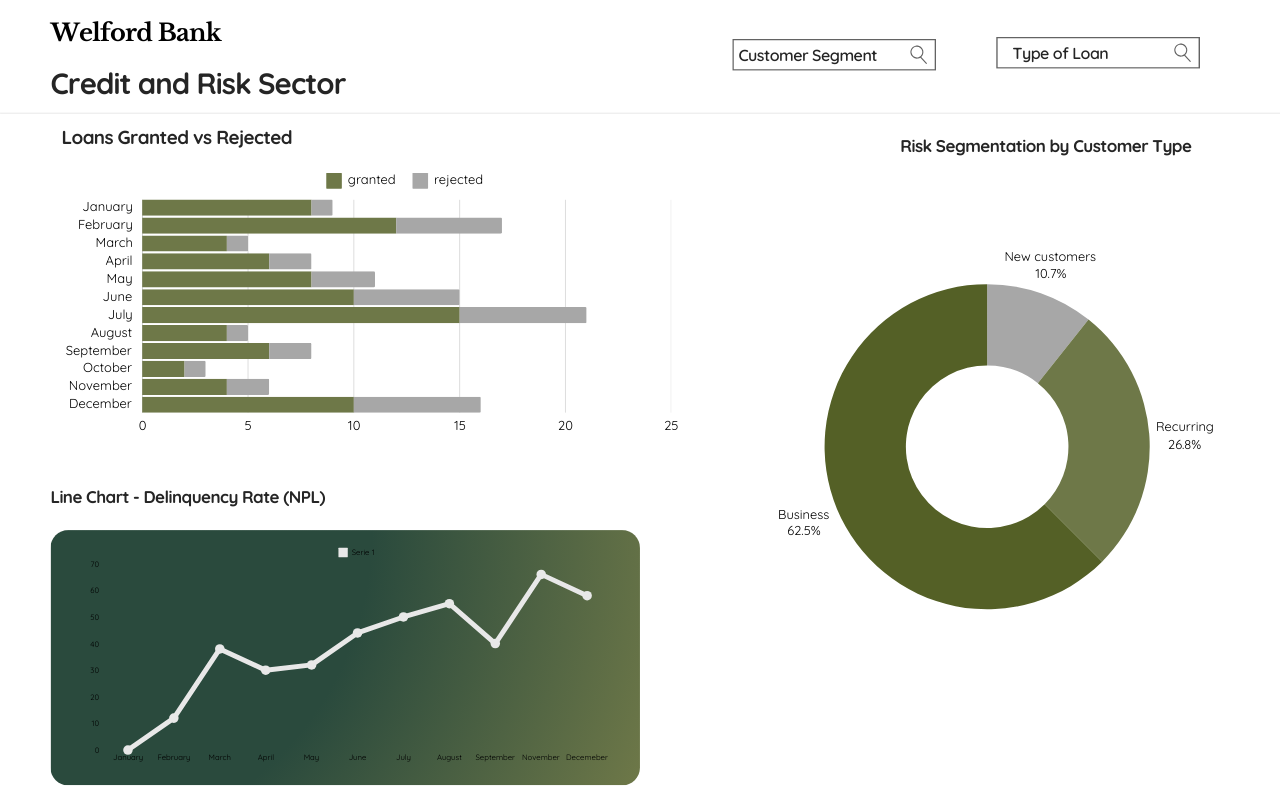 Welford Bank
Credit and Risk Sector
Customer Segment
Type of Loan
Loans Granted vs Rejected
granted rejected
January
February
March
April
May
June
July
August
September
October
November
December
0 5 10 15 20 25
Risk Segmentation by Customer Type
New customers
10.7%
Recurring
26.8%
Business
62.5%
Line Chart - Delinquency Rate (NPL)
Serie 1
70
60
50
40
30
20
10
0
January February March April May June July August September November Decemeber